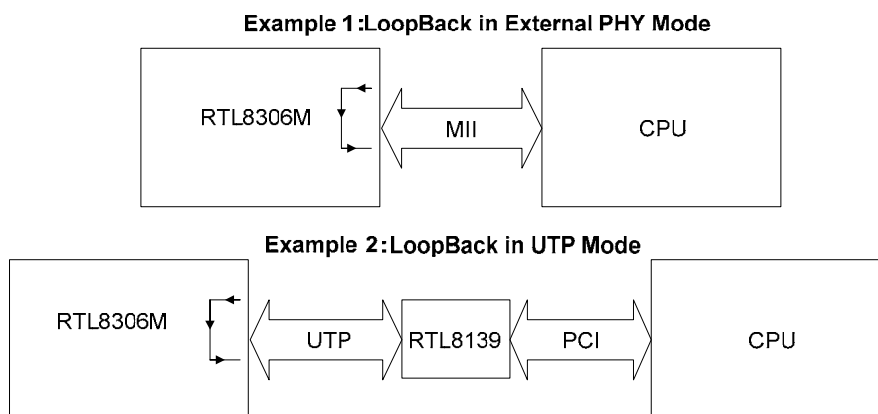 Example 1:LoopBack in External PHY Mode
RTL8306M
MII
CPU
Example 2:LoopBack in UTP Mode
RTL8306M
UTP
RTL8139
PCI
CPU